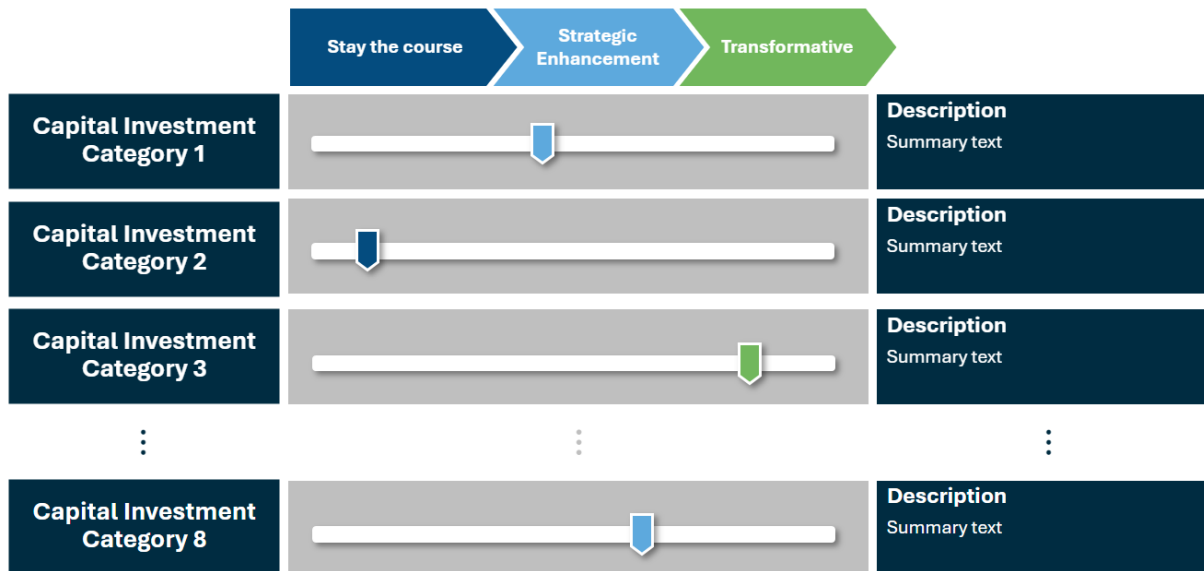 Stay the course
Strategic
Enhancement
Transformative
Capital Investment
Category 1
Description
Summary text
Capital Investment
Category 2
Description
Summary text
Capital Investment
Category 3
Description
Summary text
Capital Investment
Category 8
Description
Summary text